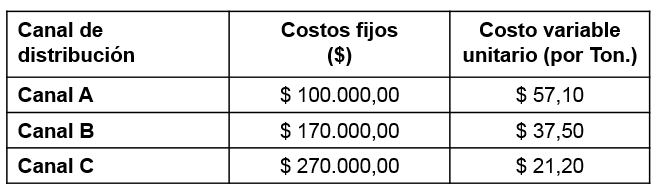 Canal de distribución | Costos fijos ($) | Costo variable unitario (por Ton.)
Canal A | $ 100.000,00 | $ 57,10
Canal B | $ 170.000,00 | $ 37,50
Canal C | $ 270.000,00 | $ 21,20